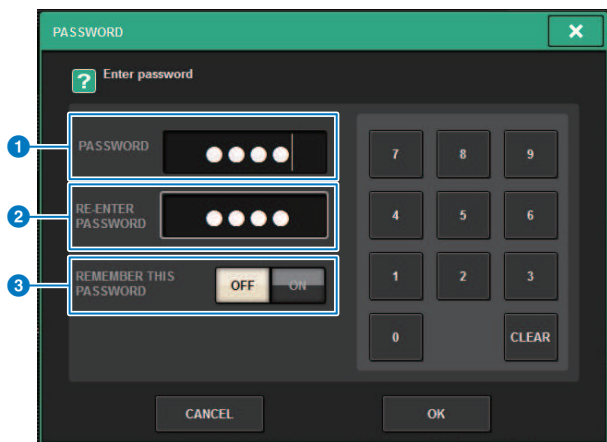 PASSWORD
Enter password
1 PASSWORD
2 RE-ENTER
PASSWORD
3 REMEMBER THIS
PASSWORD
OFF ON
7 8 9
4 5 6
1 2 3
0 CLEAR
CANCEL OK